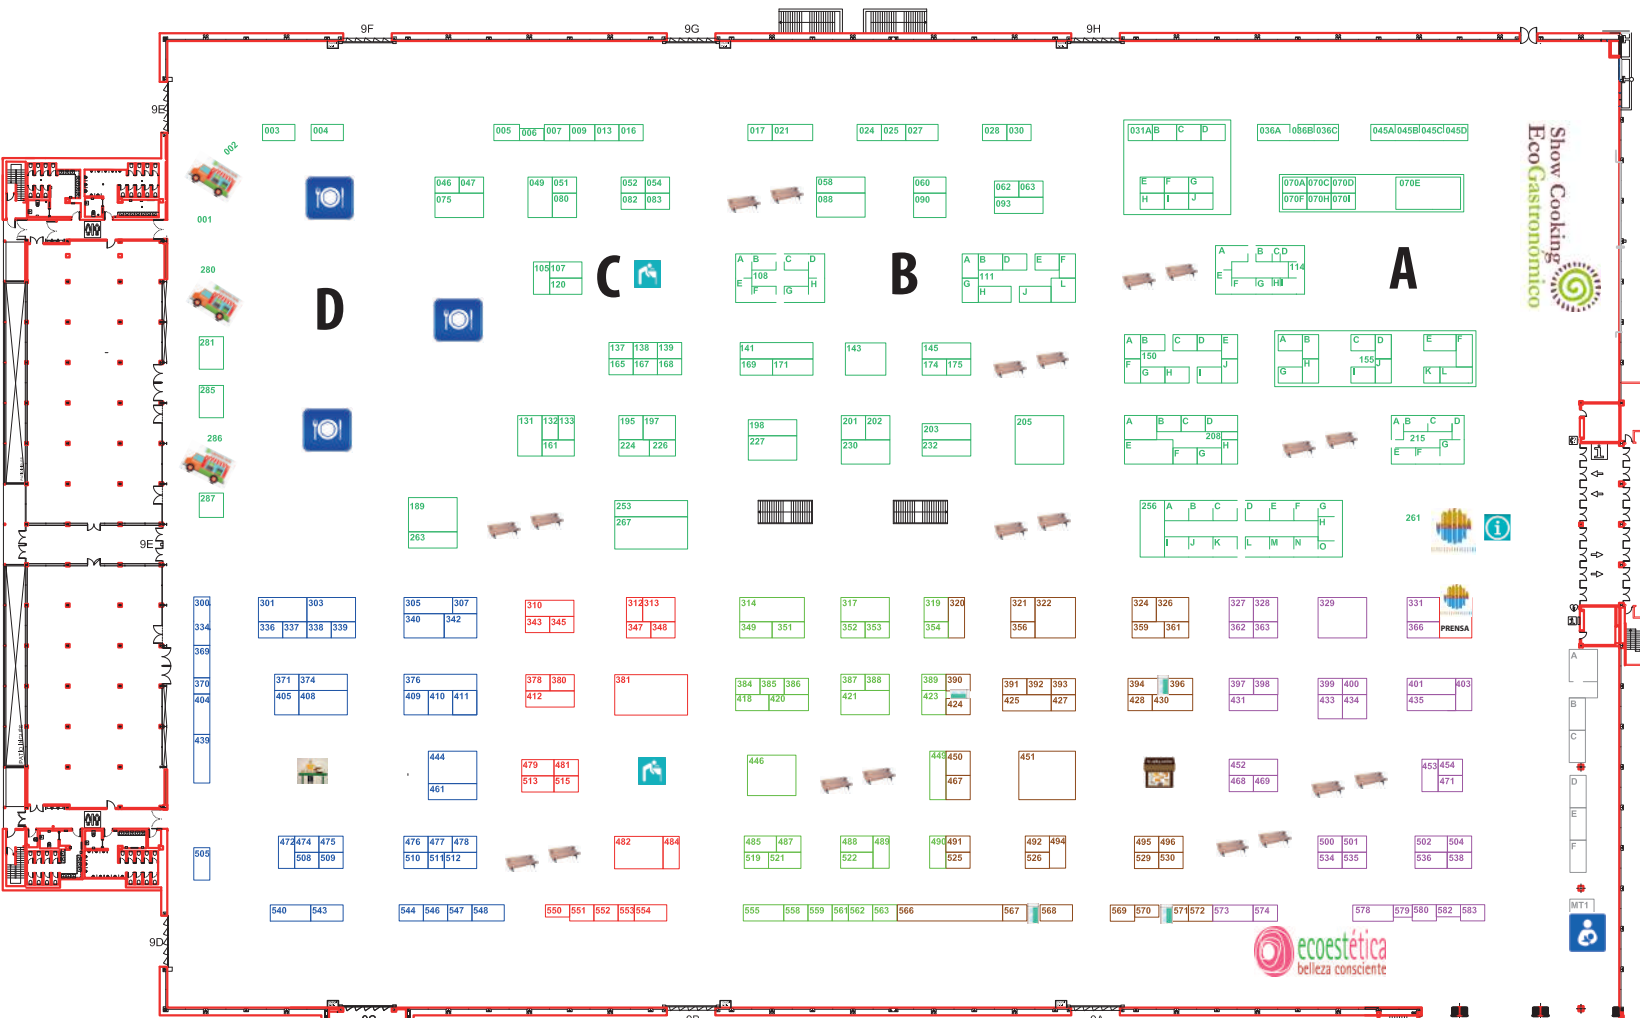 9F 9G 9H
9E
003 004 005 006 007 009 013 016 017 021 024 025 027 028 030 031A B C D 036A 036B 036C 045A 045B 045C 045D
002
Show Cooking
EcoGastronómico
046 047 049 051 052 054 058 060 062 063 E F G 070A 070C 070D 070E
075 080 082 083 088 090 093 H I J 070F 070H 070I
001
280
105 107 120
A B C D E 108 F G H
A B D E F G 111 H J L
A B C D E 114 F G H I
D C B A
281
137 138 139 141 143 145 A B C D E A B C D E F
165 167 168 169 171 174 175 F 150 G H I J G H 155 I J K L
285
131 132 133 195 197 198 201 202 203 205 A B C D A B C D
161 224 226 227 230 232 E F G 208 H E F 215 G
286
287
189 253 256 A B C D E F G H 261
263 267 I J K L M N O
9E
1
300 301 303 305 307 310 312 313 314 317 319 320 321 322 324 326 327 328 329 331
334 336 337 338 339 340 342 343 345 347 348 349 351 352 353 354 356 359 361 362 363 366 PRENSA
369
370 371 374 376 378 380 381 384 385 386 387 388 389 390 391 392 393 394 396 397 398 399 400 401 403
404 405 408 409 410 411 412 418 420 421 423 424 425 427 428 430 431 433 434 435
439 444 479 481 446 449 450 451 452 453 454
461 513 515 467 468 469 471
472 474 475 476 477 478 482 484 485 487 488 489 490 491 492 494 495 496 500 501 502 504
505 508 509 510 511 512 519 521 522 525 526 529 530 534 535 536 538
540 543 544 546 547 548 550 551 552 553 554 555 558 559 561 562 563 566 567 568 569 570 571 572 573 574 578 579 580 582 583
A
B
C
D
E
F
MT1
9D
ecoestética
belleza consciente